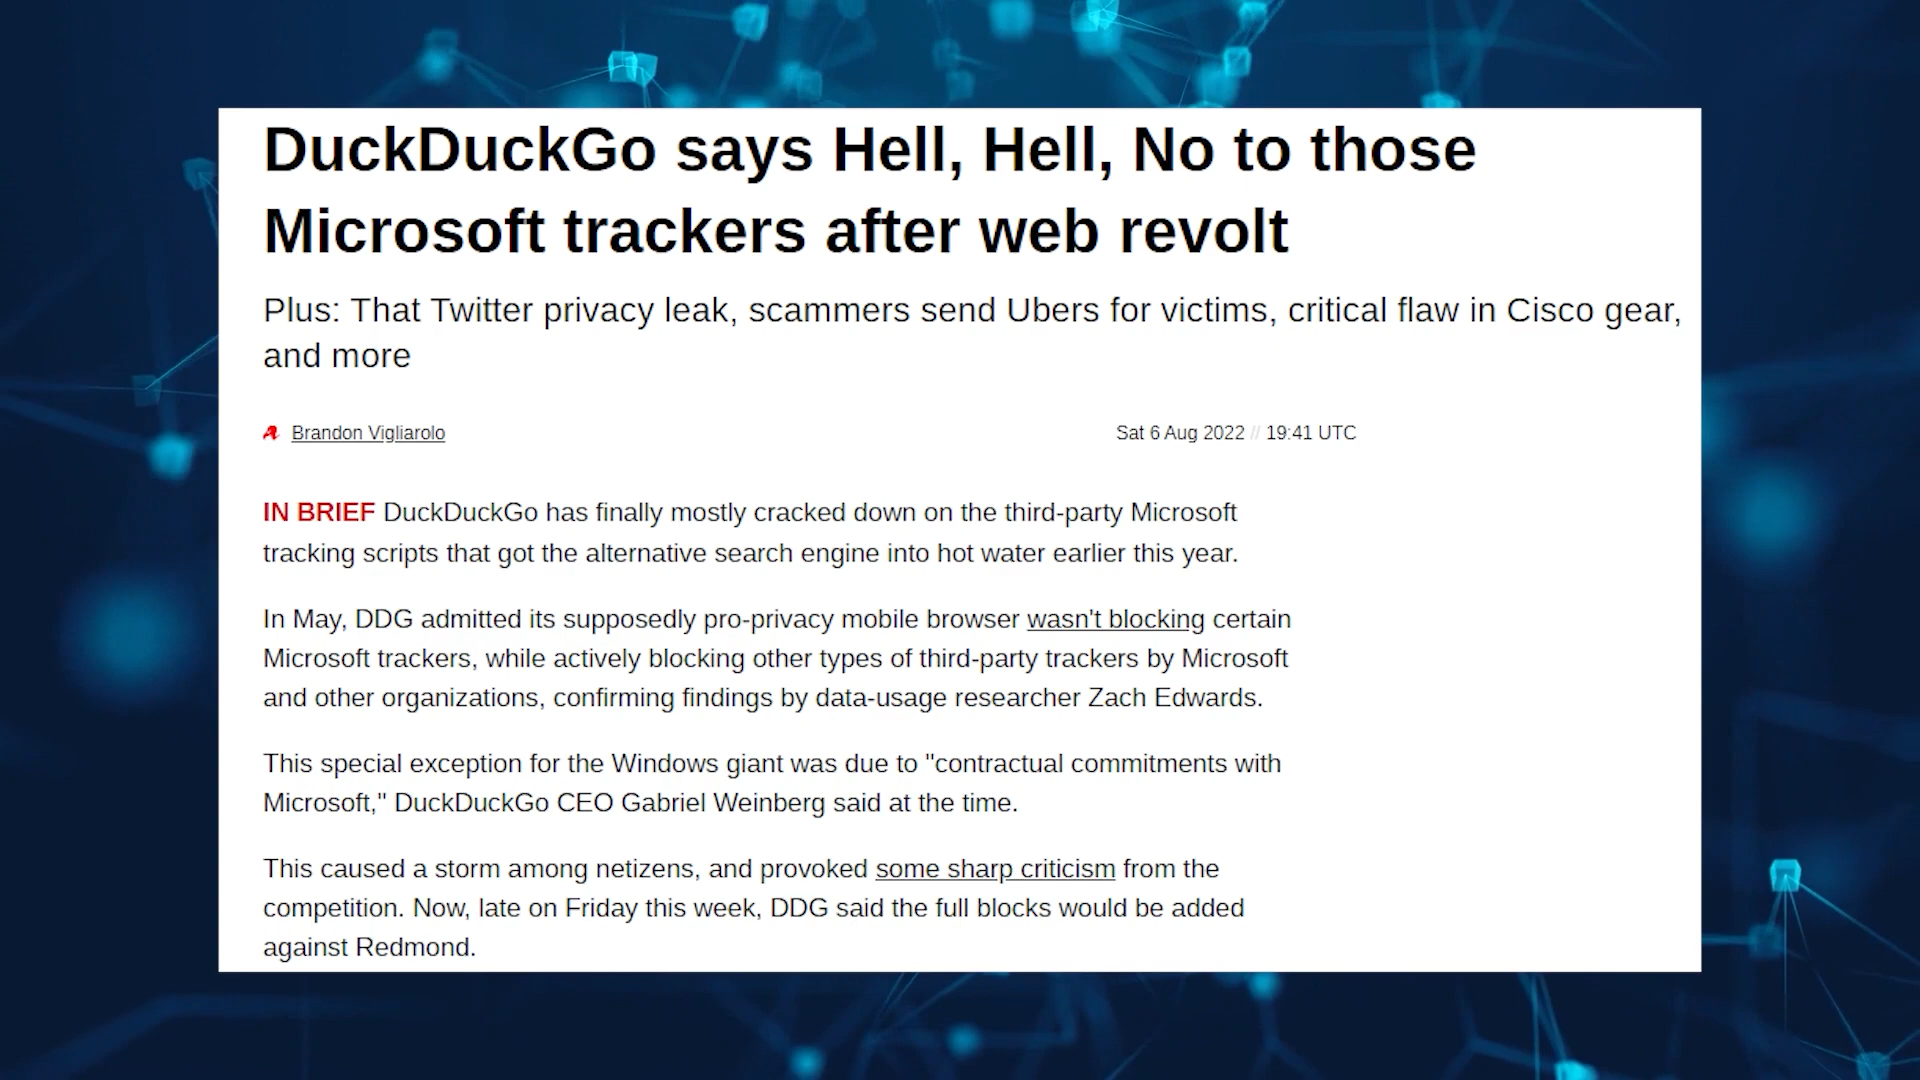 DuckDuckGo says Hell, Hell, No to those
Microsoft trackers after web revolt
Plus: That Twitter privacy leak, scammers send Ubers for victims, critical flaw in Cisco gear,
and more
Brandon Vigliarolo
Sat 6 Aug 2022 // 19:41 UTC
IN BRIEF DuckDuckGo has finally mostly cracked down on the third-party Microsoft
tracking scripts that got the alternative search engine into hot water earlier this year.
In May, DDG admitted its supposedly pro-privacy mobile browser wasn't blocking certain
Microsoft trackers, while actively blocking other types of third-party trackers by Microsoft
and other organizations, confirming findings by data-usage researcher Zach Edwards.
This special exception for the Windows giant was due to "contractual commitments with
Microsoft," DuckDuckGo CEO Gabriel Weinberg said at the time.
This caused a storm among netizens, and provoked some sharp criticism from the
competition. Now, late on Friday this week, DDG said the full blocks would be added
against Redmond.